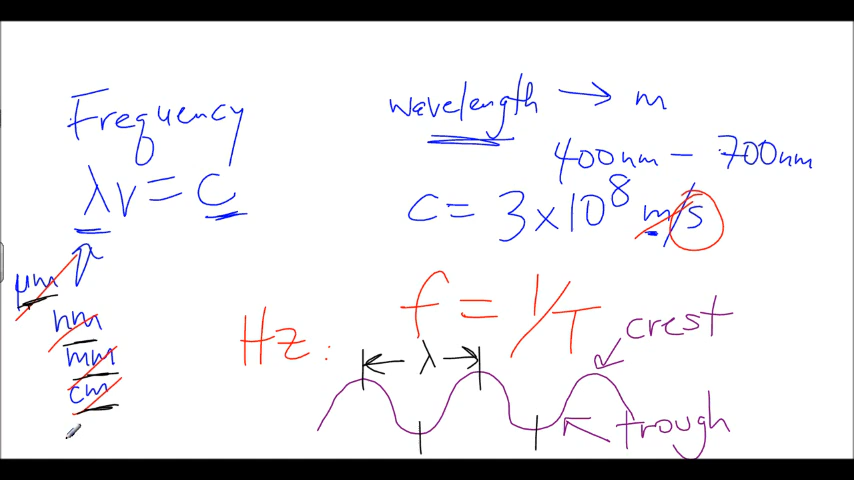 Frequency
λν = C
μm
nm
mm
cm
wavelength → m
400nm - 700nm
C = 3×10⁸ m/s
Hz: f = 1/T
λ
crest
trough